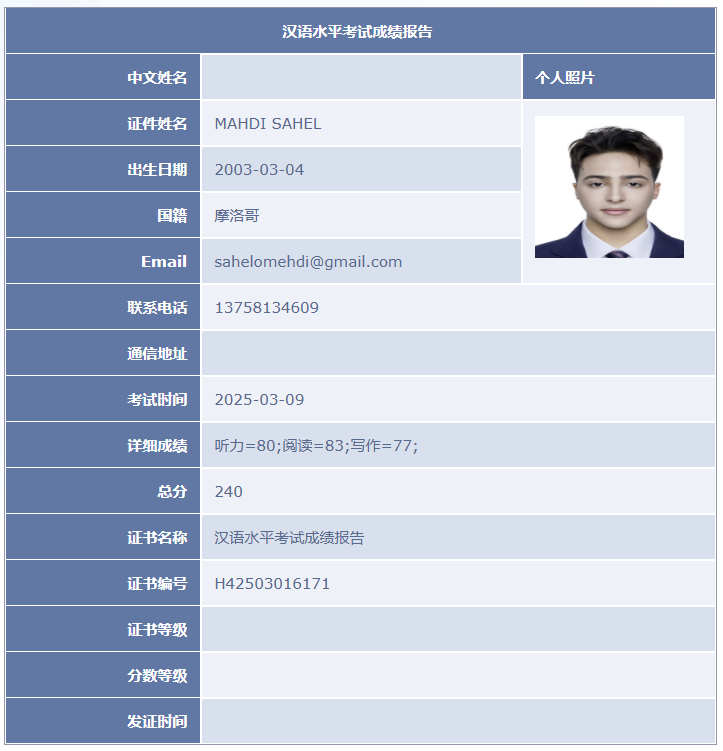 汉语水平考试成绩报告
中文姓名
个人照片
证件姓名 MAHDI SAHEL
出生日期 2003-03-04
国籍 摩洛哥
Email sahelomehdi@gmail.com
联系电话 13758134609
通信地址
考试时间 2025-03-09
详细成绩 听力=80;阅读=83;写作=77;
总分 240
证书名称 汉语水平考试成绩报告
证书编号 H42503016171
证书等级
分数等级
发证时间